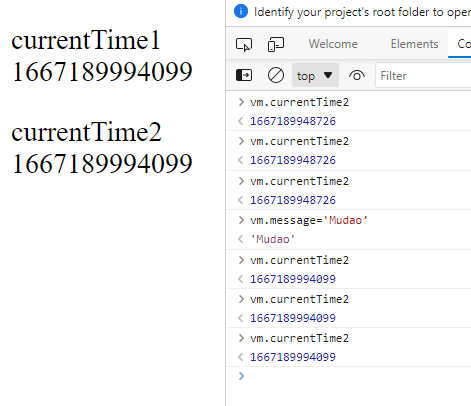 currentTime1
1667189994099
currentTime2
1667189994099
Identify your project's root folder to oper
Welcome Elements Co
top Filter
vm.currentTime2
1667189948726
vm.currentTime2
1667189948726
vm.currentTime2
1667189948726
vm.message='Mudao'
'Mudao'
vm.currentTime2
1667189994099
vm.currentTime2
1667189994099
vm.currentTime2
1667189994099